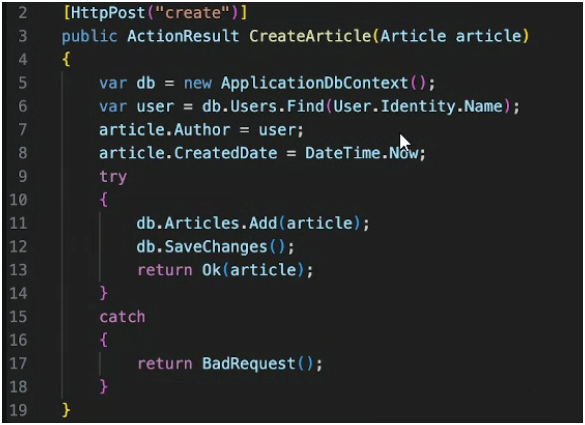 2 [HttpPost("create")]
3 public ActionResult CreateArticle(Article article)
4 {
5 var db = new ApplicationDbContext();
6 var user = db.Users.Find(User.Identity.Name);
7 article.Author = user;
8 article.CreatedDate = DateTime.Now;
9 try
10 {
11 db.Articles.Add(article);
12 db.SaveChanges();
13 return Ok(article);
14 }
15 catch
16 {
17 return BadRequest();
18 }
19 }